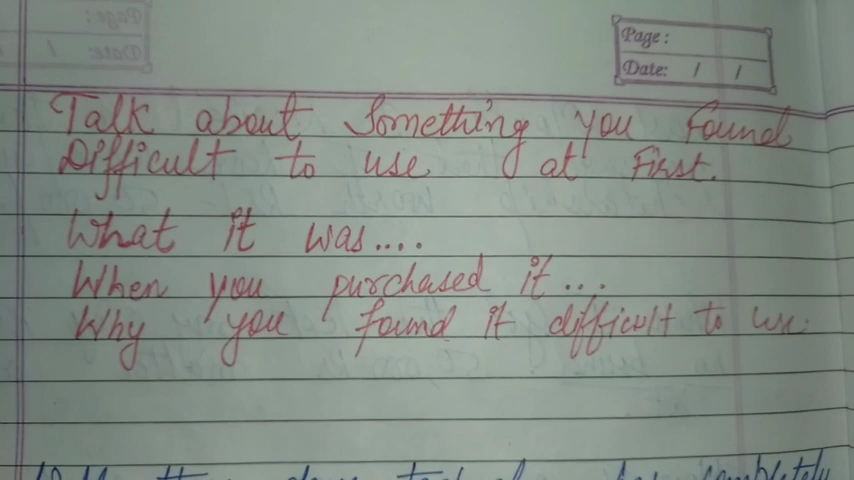 Page:
Date: / /
Talk about Something you Found
Difficult to use at First.
What it was....
When you purchased it...
Why you found it difficult to use.
completely